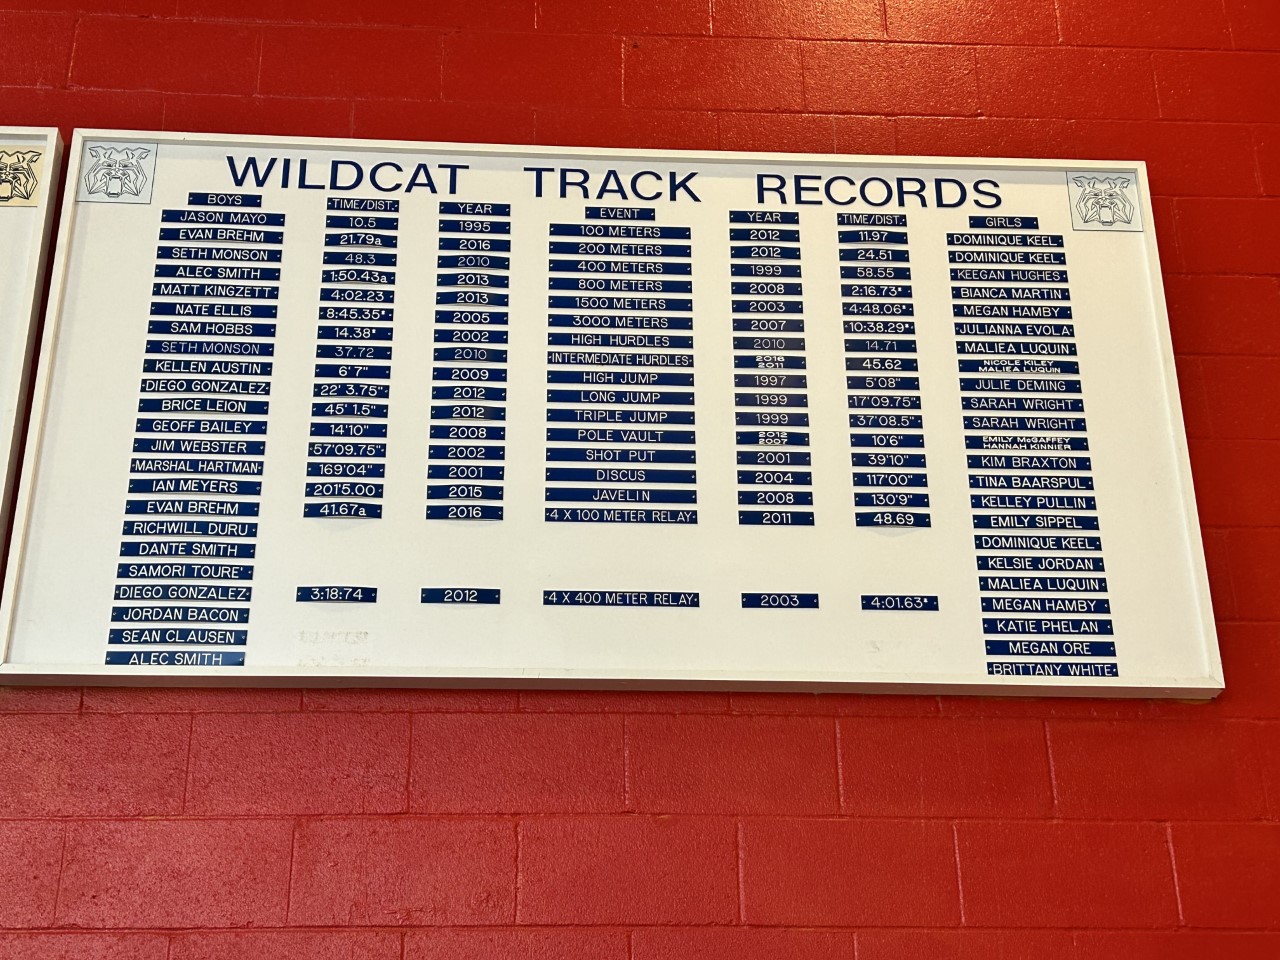 WILDCAT TRACK RECORDS
BOYS TIME/DIST. YEAR EVENT YEAR TIME/DIST. GIRLS
JASON MAYO 10.5 1995 100 METERS 2012 11.97 DOMINIQUE KEEL
EVAN BREHM 21.79a 2016 200 METERS 2012 24.51 DOMINIQUE KEEL
SETH MONSON 48.3 2010 400 METERS 1999 58.55 KEEGAN HUGHES
ALEC SMITH 1:50.43a 2013 800 METERS 2008 2:16.73* BIANCA MARTIN
MATT KINGZETT 4:02.23 2013 1500 METERS 2003 4:48.06* MEGAN HAMBY
NATE ELLIS 8:45.35* 2005 3000 METERS 2007 10:38.29* JULIANNA EVOLA
SAM HOBBS 14.38* 2002 HIGH HURDLES 2010 14.71 MALIEA LUQUIN
SETH MONSON 37.72 2010 INTERMEDIATE HURDLES 2016 2011 45.62 NICOLE KILEY MALIEA LUQUIN
KELLEN AUSTIN 6' 7" 2009 HIGH JUMP 1997 5'08" JULIE DEMING
DIEGO GONZALEZ 22' 3.75" 2012 LONG JUMP 1999 17'09.75" SARAH WRIGHT
BRICE LEION 45' 1.5" 2012 TRIPLE JUMP 1999 37'08.5" SARAH WRIGHT
GEOFF BAILEY 14'10" 2008 POLE VAULT 2012 2007 10'6" EMILY McGAFFEY HANNAH KINNIER
JIM WEBSTER 57'09.75" 2002 SHOT PUT 2001 39'10" KIM BRAXTON
MARSHAL HARTMAN 169'04" 2001 DISCUS 2004 117'00" TINA BAARSPUL
IAN MEYERS 201'5.00 2015 JAVELIN 2008 130'9" KELLEY PULLIN
EVAN BREHM 41.67a 2016 4 X 100 METER RELAY 2011 48.69 EMILY SIPPEL
RICHWILL DURU DOMINIQUE KEEL
DANTE SMITH KELSIE JORDAN
SAMORI TOURE' MALIEA LUQUIN
DIEGO GONZALEZ 3:18:74 2012 4 X 400 METER RELAY 2003 4:01.63* MEGAN HAMBY
JORDAN BACON KATIE PHELAN
SEAN CLAUSEN MEGAN ORE
ALEC SMITH BRITTANY WHITE